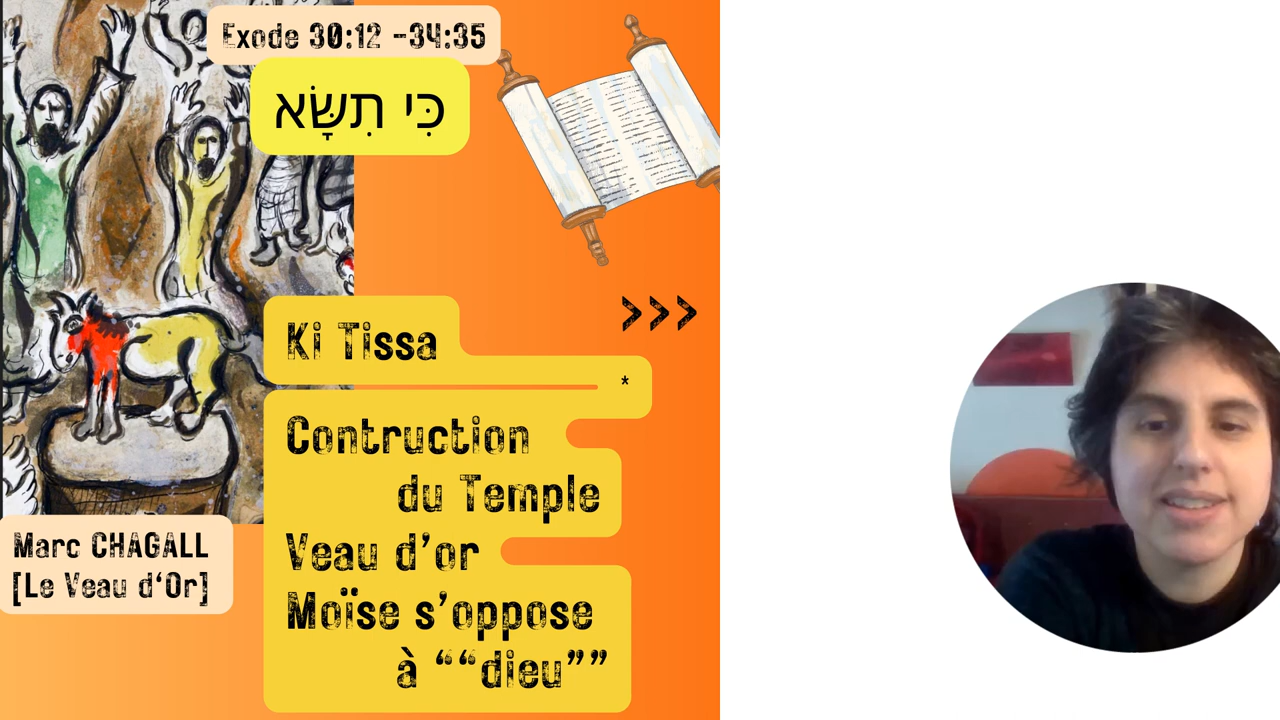 Exode 30:12 -34:35
כִּי תִשָּׂא
>>>
Ki Tissa
*
Contruction
du Temple
Veau d’or
Moïse s’oppose
à ““dieu””
Marc CHAGALL
[Le Veau d‘Or]